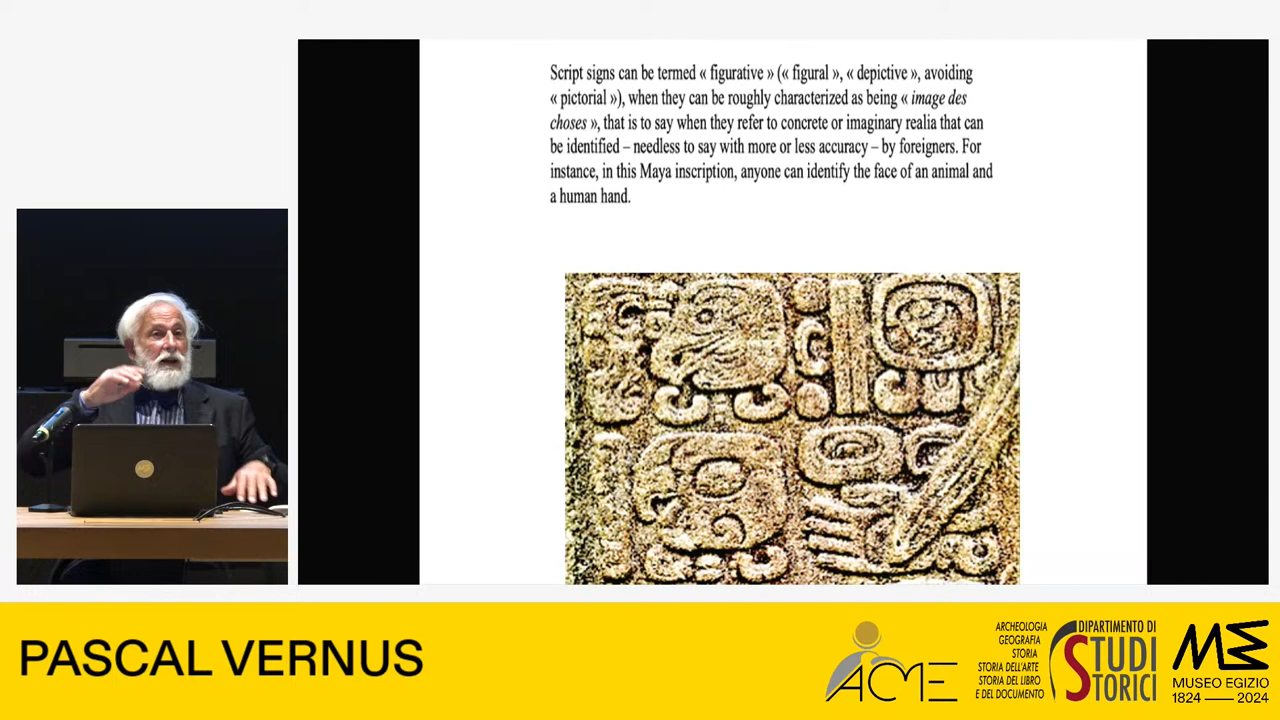 Script signs can be termed « figurative » (« figural », « depictive », avoiding
« pictorial »), when they can be roughly characterized as being « image des
choses », that is to say when they refer to concrete or imaginary realia that can
be identified – needless to say with more or less accuracy – by foreigners. For
instance, in this Maya inscription, anyone can identify the face of an animal and
a human hand.
PASCAL VERNUS
ACME
ARCHEOLOGIA
GEOGRAFIA
STORIA
STORIA DELL'ARTE
STORIA DEL LIBRO
E DEL DOCUMENTO
DIPARTIMENTO DI
STUDI
STORICI
ME
MUSEO EGIZIO
1824 — 2024